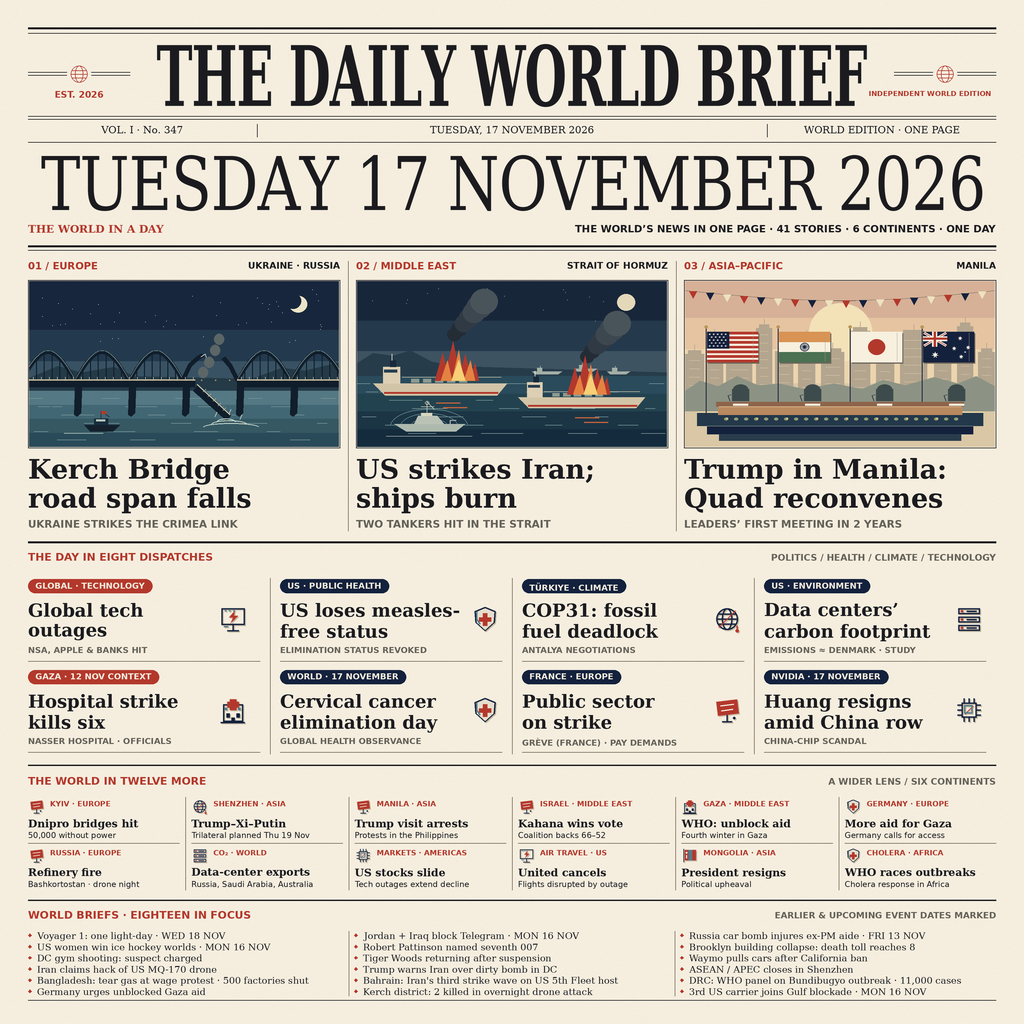 THE DAILY WORLD BRIEF
EST. 2026
INDEPENDENT WORLD EDITION
VOL. I · No. 347
TUESDAY, 17 NOVEMBER 2026
WORLD EDITION · ONE PAGE
TUESDAY 17 NOVEMBER 2026
THE WORLD IN A DAY
THE WORLD’S NEWS IN ONE PAGE · 41 STORIES · 6 CONTINENTS · ONE DAY
01 / EUROPE
UKRAINE · RUSSIA
Kerch Bridge
road span falls
UKRAINE STRIKES THE CRIMEA LINK
02 / MIDDLE EAST
STRAIT OF HORMUZ
US strikes Iran;
ships burn
TWO TANKERS HIT IN THE STRAIT
03 / ASIA–PACIFIC
MANILA
Trump in Manila:
Quad reconvenes
LEADERS’ FIRST MEETING IN 2 YEARS
THE DAY IN EIGHT DISPATCHES
POLITICS / HEALTH / CLIMATE / TECHNOLOGY
GLOBAL · TECHNOLOGY
Global tech
outages
NSA, APPLE & BANKS HIT
US · PUBLIC HEALTH
US loses measles-
free status
ELIMINATION STATUS REVOKED
TÜRKIYE · CLIMATE
COP31: fossil
fuel deadlock
ANTALYA NEGOTIATIONS
US · ENVIRONMENT
Data centers’
carbon footprint
EMISSIONS ≈ DENMARK · STUDY
GAZA · 12 NOV CONTEXT
Hospital strike
kills six
NASSER HOSPITAL · OFFICIALS
WORLD · 17 NOVEMBER
Cervical cancer
elimination day
GLOBAL HEALTH OBSERVANCE
FRANCE · EUROPE
Public sector
on strike
GRÈVE (FRANCE) · PAY DEMANDS
NVIDIA · 17 NOVEMBER
Huang resigns
amid China row
CHINA-CHIP SCANDAL
THE WORLD IN TWELVE MORE
A WIDER LENS / SIX CONTINENTS
KYIV · EUROPE
Dnipro bridges hit
50,000 without power
SHENZHEN · ASIA
Trump–Xi–Putin
Trilateral planned Thu 19 Nov
MANILA · ASIA
Trump visit arrests
Protests in the Philippines
ISRAEL · MIDDLE EAST
Kahana wins vote
Coalition backs 66–52
GAZA · MIDDLE EAST
WHO: unblock aid
Fourth winter in Gaza
GERMANY · EUROPE
More aid for Gaza
Germany calls for access
RUSSIA · EUROPE
Refinery fire
Bashkortostan · drone night
CO₂ · WORLD
Data-center exports
Russia, Saudi Arabia, Australia
MARKETS · AMERICAS
US stocks slide
Tech outages extend decline
AIR TRAVEL · US
United cancels
Flights disrupted by outage
MONGOLIA · ASIA
President resigns
Political upheaval
CHOLERA · AFRICA
WHO races outbreaks
Cholera response in Africa
WORLD BRIEFS · EIGHTEEN IN FOCUS
EARLIER & UPCOMING EVENT DATES MARKED
Voyager 1: one light-day · WED 18 NOV
US women win ice hockey worlds · MON 16 NOV
DC gym shooting: suspect charged
Iran claims hack of US MQ-170 drone
Bangladesh: tear gas at wage protest · 500 factories shut
Germany urges unblocked Gaza aid
Jordan + Iraq block Telegram · MON 16 NOV
Robert Pattinson named seventh 007
Tiger Woods returning after suspension
Trump warns Iran over dirty bomb in DC
Bahrain: Iran's third strike wave on US 5th Fleet host
Kerch district: 2 killed in overnight drone attack
Russia car bomb injures ex-PM aide · FRI 13 NOV
Brooklyn building collapse: death toll reaches 8
Waymo pulls cars after California ban
ASEAN / APEC closes in Shenzhen
DRC: WHO panel on Bundibugyo outbreak · 11,000 cases
3rd US carrier joins Gulf blockade · MON 16 NOV